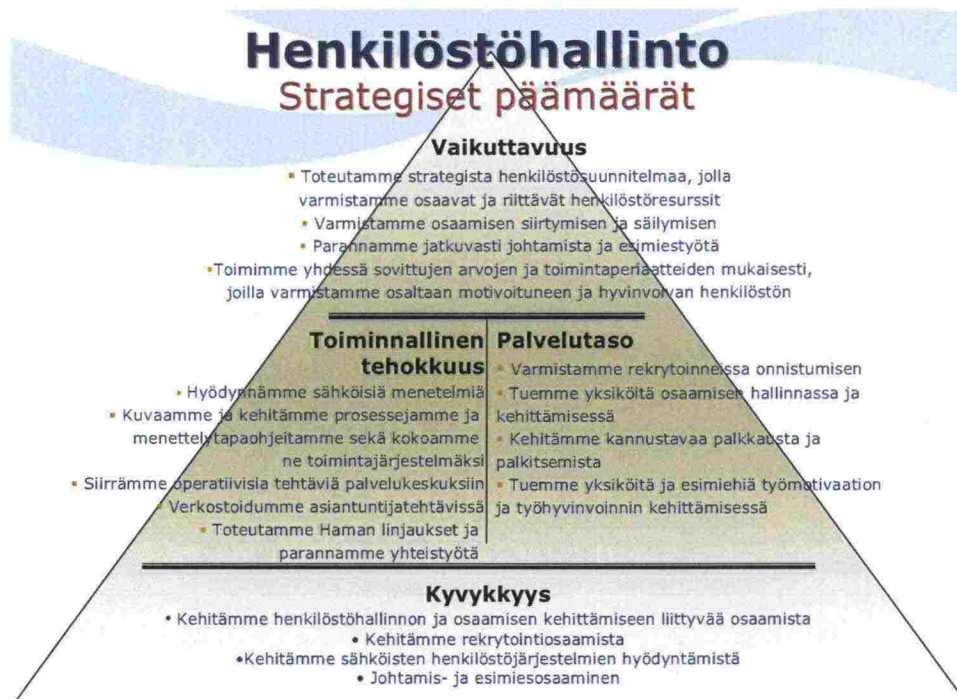 Henkilöstöhallinto
Strategiset päämäärät
Vaikuttavuus
▪ Toteutamme strategista henkilöstösuunnitelmaa, jolla
varmistamme osaavat ja riittävät henkilöstöresurssit
▪ Varmistamme osaamisen siirtymisen ja säilymisen
▪ Parannamme jatkuvasti johtamista ja esimiestyötä
▪Toimimme yhdessä sovittujen arvojen ja toimintaperiaatteiden mukaisesti,
joilla varmistamme osaltaan motivoituneen ja hyvinvoivan henkilöstön
Toiminnallinen
tehokkuus
▪ Hyödynnämme sähköisiä menetelmiä
▪ Kuvaamme ja kehitämme prosessejamme ja
menettelytapaohjeitamme sekä kokoamme
ne toimintajärjestelmäksi
▪ Siirrämme operatiivisia tehtäviä palvelukeskuksiin
▪ Verkostoidumme asiantuntijatehtävissä
▪ Toteutamme Haman linjaukset ja
parannamme yhteistyötä
Palvelutaso
▪ Varmistamme rekrytoinneissa onnistumisen
▪ Tuemme yksiköitä osaamisen hallinnassa ja
kehittämisessä
▪ Kehitämme kannustavaa palkkausta ja
palkitsemista
▪ Tuemme yksiköitä ja esimiehiä työmotivaation
ja työhyvinvoinnin kehittämisessä
Kyvykkyys
• Kehitämme henkilöstöhallinnon ja osaamisen kehittämiseen liittyvää osaamista
• Kehitämme rekrytointiosaamista
•Kehitämme sähköisten henkilöstöjärjestelmien hyödyntämistä
• Johtamis- ja esimiesosaaminen